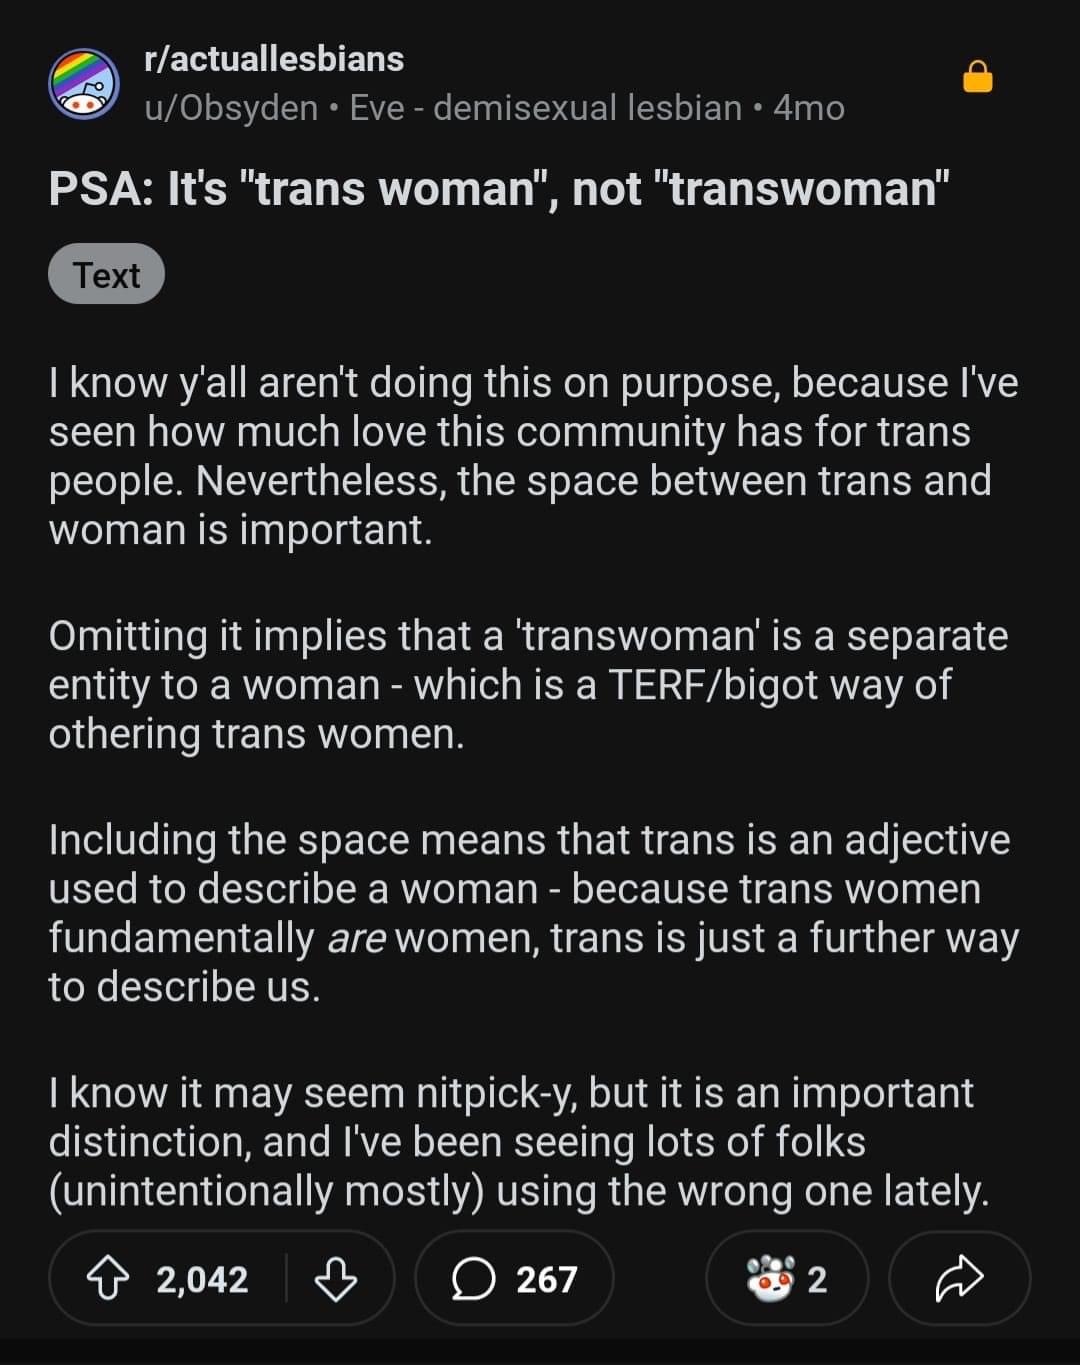 r/actuallesbians
u/Obsyden • Eve - demisexual lesbian • 4mo
PSA: It's "trans woman", not "transwoman"
Text
I know y'all aren't doing this on purpose, because I've
seen how much love this community has for trans
people. Nevertheless, the space between trans and
woman is important.
Omitting it implies that a 'transwoman' is a separate
entity to a woman - which is a TERF/bigot way of
othering trans women.
Including the space means that trans is an adjective
used to describe a woman - because trans women
fundamentally are women, trans is just a further way
to describe us.
I know it may seem nitpick-y, but it is an important
distinction, and I've been seeing lots of folks
(unintentionally mostly) using the wrong one lately.
2,042 267 2